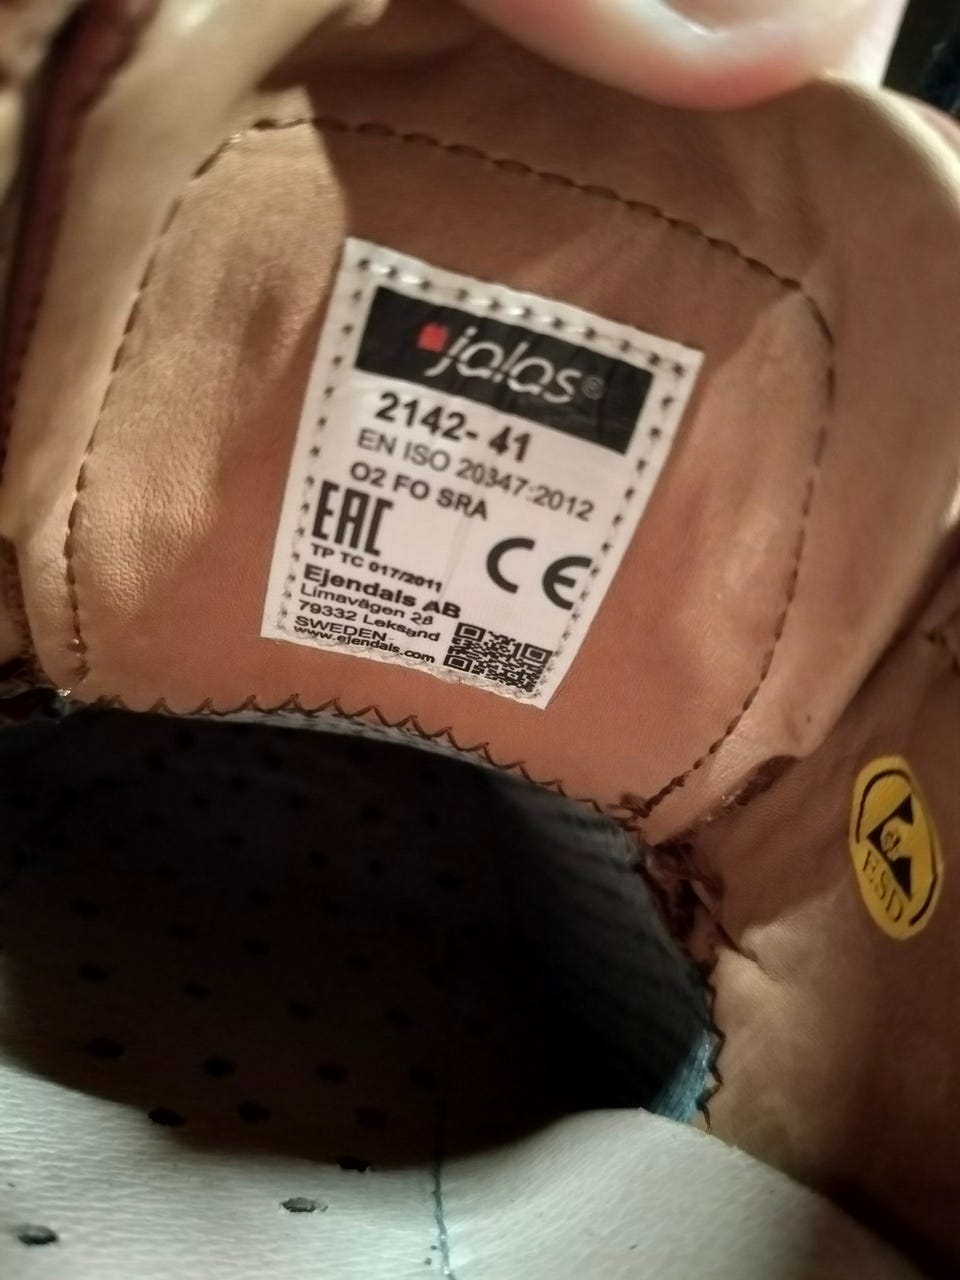 jalas®
2142- 41
EN ISO 20347:2012
O2 FO SRA
EAC
CE
TP TC 017/2011
Ejendals AB
Limavägen 28
79332 Leksand
SWEDEN
www.ejendals.com
ESD